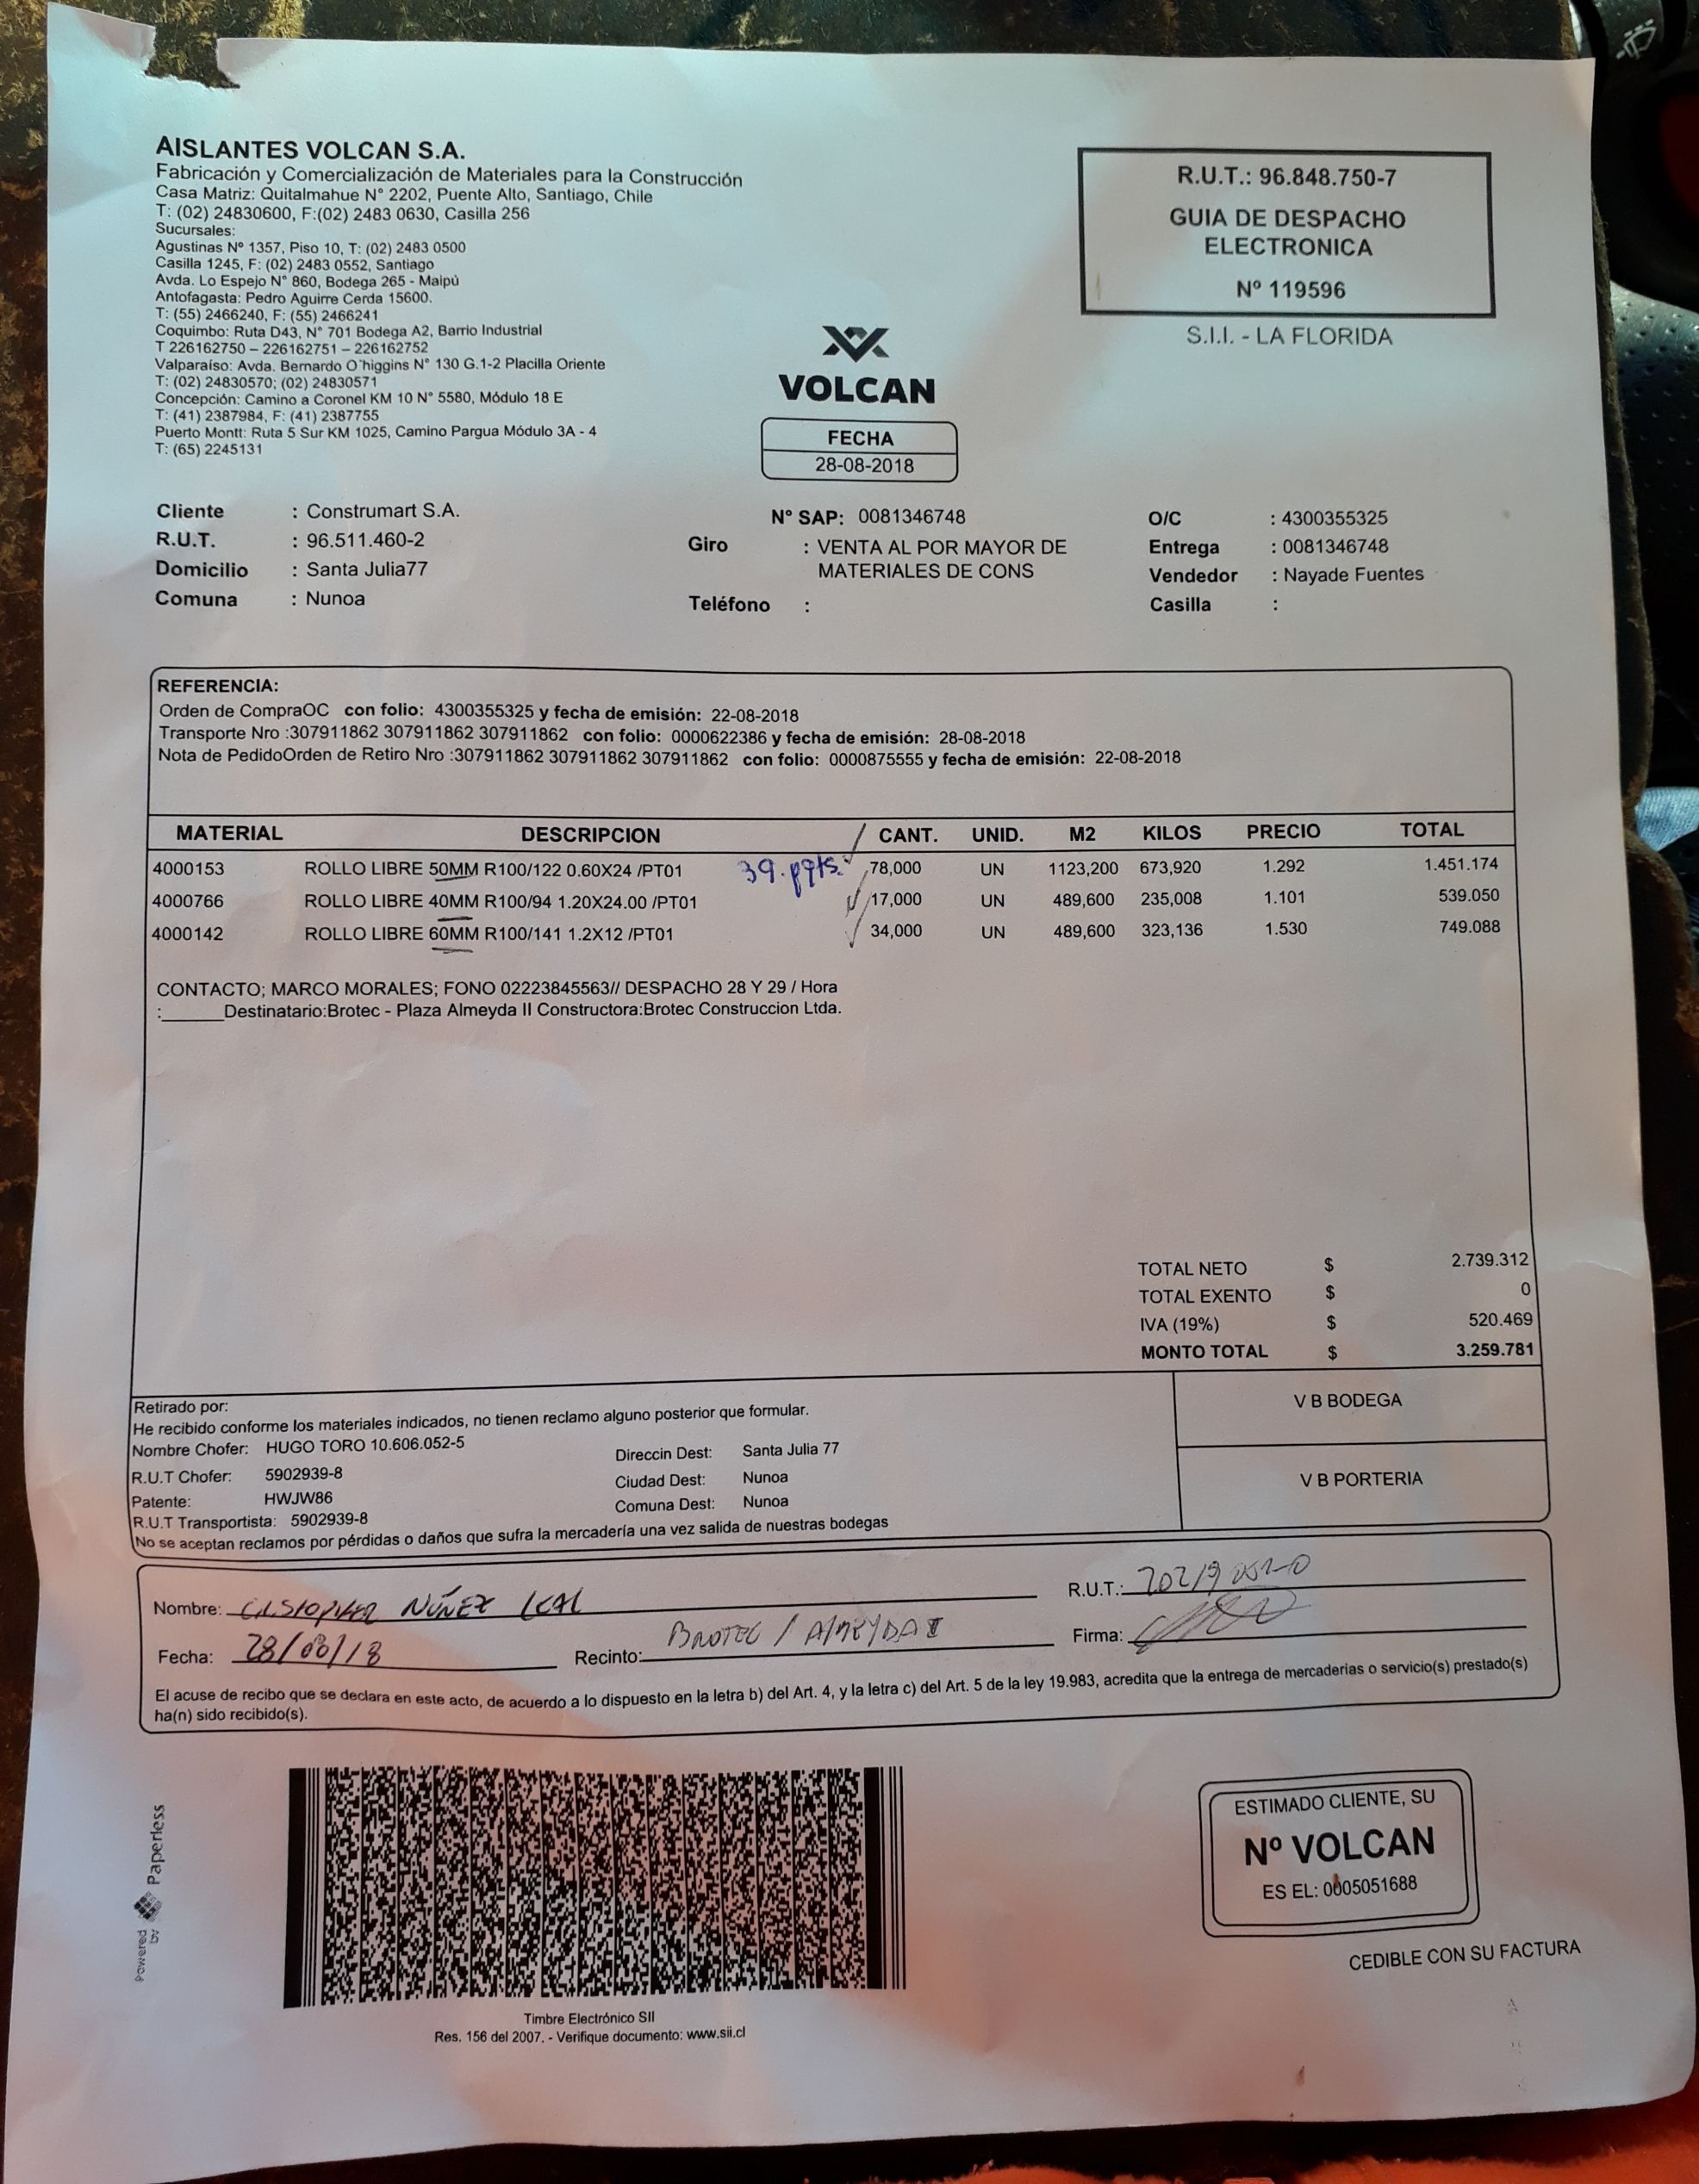 AISLANTES VOLCAN S.A.
Fabricación y Comercialización de Materiales para la Construcción
Casa Matriz: Quitalmahue N° 2202, Puente Alto, Santiago, Chile
T: (02) 24830600, F:(02) 2483 0630, Casilla 256
Sucursales:
Agustinas Nº 1357, Piso 10, T: (02) 2483 0500
Casilla 1245, F: (02) 2483 0552, Santiago
Avda. Lo Espejo N° 860, Bodega 265 - Maipú
Antofagasta: Pedro Aguirre Cerda 15600.
T: (55) 2466240, F: (55) 2466241
Coquimbo: Ruta D43, N° 701 Bodega A2, Barrio Industrial
T 226162750 – 226162751 – 226162752
Valparaíso: Avda. Bernardo O´higgins N° 130 G.1-2 Placilla Oriente
T: (02) 24830570; (02) 24830571
Concepción: Camino a Coronel KM 10 N° 5580, Módulo 18 E
T: (41) 2387984, F: (41) 2387755
Puerto Montt: Ruta 5 Sur KM 1025, Camino Pargua Módulo 3A - 4
T: (65) 2245131
VOLCAN
FECHA
28-08-2018
R.U.T.: 96.848.750-7
GUIA DE DESPACHO
ELECTRONICA
Nº 119596
S.I.I. - LA FLORIDA
Cliente : Construmart S.A.
R.U.T. : 96.511.460-2
Domicilio : Santa Julia77
Comuna : Nunoa
N° SAP: 0081346748
Giro : VENTA AL POR MAYOR DE
MATERIALES DE CONS
Teléfono :
O/C : 4300355325
Entrega : 0081346748
Vendedor : Nayade Fuentes
Casilla :
REFERENCIA:
Orden de CompraOC con folio: 4300355325 y fecha de emisión: 22-08-2018
Transporte Nro :307911862 307911862 307911862 con folio: 0000622386 y fecha de emisión: 28-08-2018
Nota de PedidoOrden de Retiro Nro :307911862 307911862 307911862 con folio: 0000875555 y fecha de emisión: 22-08-2018
MATERIAL DESCRIPCION CANT. UNID. M2 KILOS PRECIO TOTAL
4000153 ROLLO LIBRE 50MM R100/122 0.60X24 /PT01 39. pqts. 78,000 UN 1123,200 673,920 1.292 1.451.174
4000766 ROLLO LIBRE 40MM R100/94 1.20X24.00 /PT01 17,000 UN 489,600 235,008 1.101 539.050
4000142 ROLLO LIBRE 60MM R100/141 1.2X12 /PT01 34,000 UN 489,600 323,136 1.530 749.088
CONTACTO; MARCO MORALES; FONO 02223845563// DESPACHO 28 Y 29 / Hora
:______Destinatario:Brotec - Plaza Almeyda II Constructora:Brotec Construccion Ltda.
TOTAL NETO $ 2.739.312
TOTAL EXENTO $ 0
IVA (19%) $ 520.469
MONTO TOTAL $ 3.259.781
Retirado por:
He recibido conforme los materiales indicados, no tienen reclamo alguno posterior que formular.
Nombre Chofer: HUGO TORO 10.606.052-5
R.U.T Chofer: 5902939-8
Patente: HWJW86
R.U.T Transportista: 5902939-8
Direccin Dest: Santa Julia 77
Ciudad Dest: Nunoa
Comuna Dest: Nunoa
No se aceptan reclamos por pérdidas o daños que sufra la mercadería una vez salida de nuestras bodegas
V B BODEGA
V B PORTERIA
Nombre: NÚÑEZ
R.U.T.:
Fecha: 28/08/18
Recinto: BROTEC / ALMEYDA II
Firma:
El acuse de recibo que se declara en este acto, de acuerdo a lo dispuesto en la letra b) del Art. 4, y la letra c) del Art. 5 de la ley 19.983, acredita que la entrega de mercaderías o servicio(s) prestado(s)
ha(n) sido recibido(s).
powered by Paperless
Timbre Electrónico SII
Res. 156 del 2007. - Verifique documento: www.sii.cl
ESTIMADO CLIENTE, SU
Nº VOLCAN
ES EL: 0005051688
CEDIBLE CON SU FACTURA